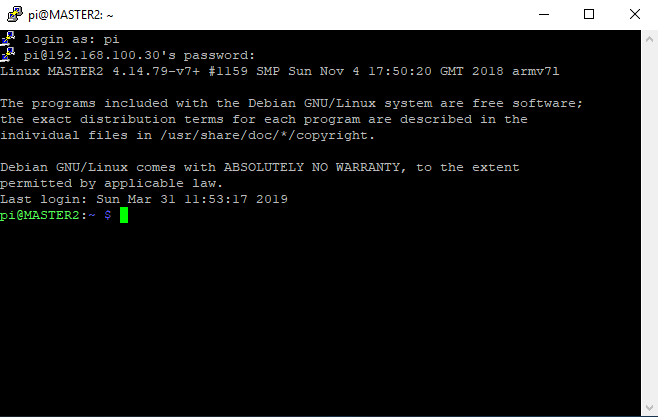 pi@MASTER2: ~
login as: pi
pi@192.168.100.30's password:
Linux MASTER2 4.14.79-v7+ #1159 SMP Sun Nov 4 17:50:20 GMT 2018 armv7l

The programs included with the Debian GNU/Linux system are free software;
the exact distribution terms for each program are described in the
individual files in /usr/share/doc/*/copyright.

Debian GNU/Linux comes with ABSOLUTELY NO WARRANTY, to the extent
permitted by applicable law.
Last login: Sun Mar 31 11:53:17 2019
pi@MASTER2:~ $